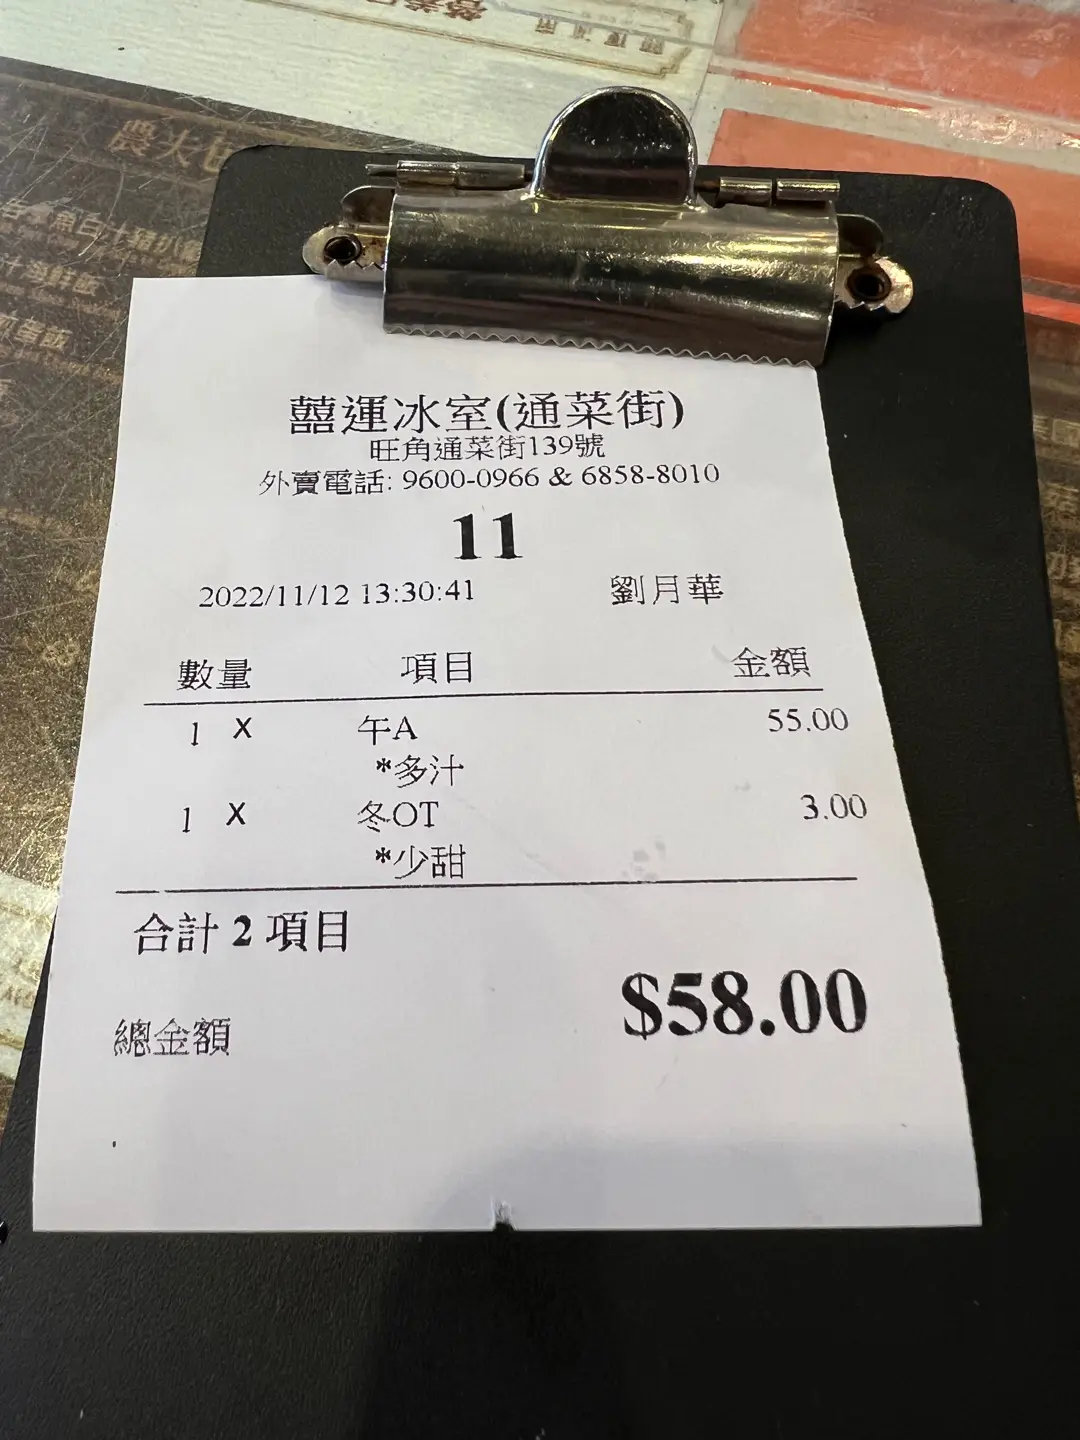 農夫
囍運冰室(通菜街)
旺角通菜街139號
外賣電話: 9600-0966 & 6858-8010
11
2022/11/12 13:30:41 劉月華
數量 項目 金額
1 X 午A 55.00
*多汁
1 X 冬OT 3.00
*少甜
合計 2 項目
$58.00
總金額